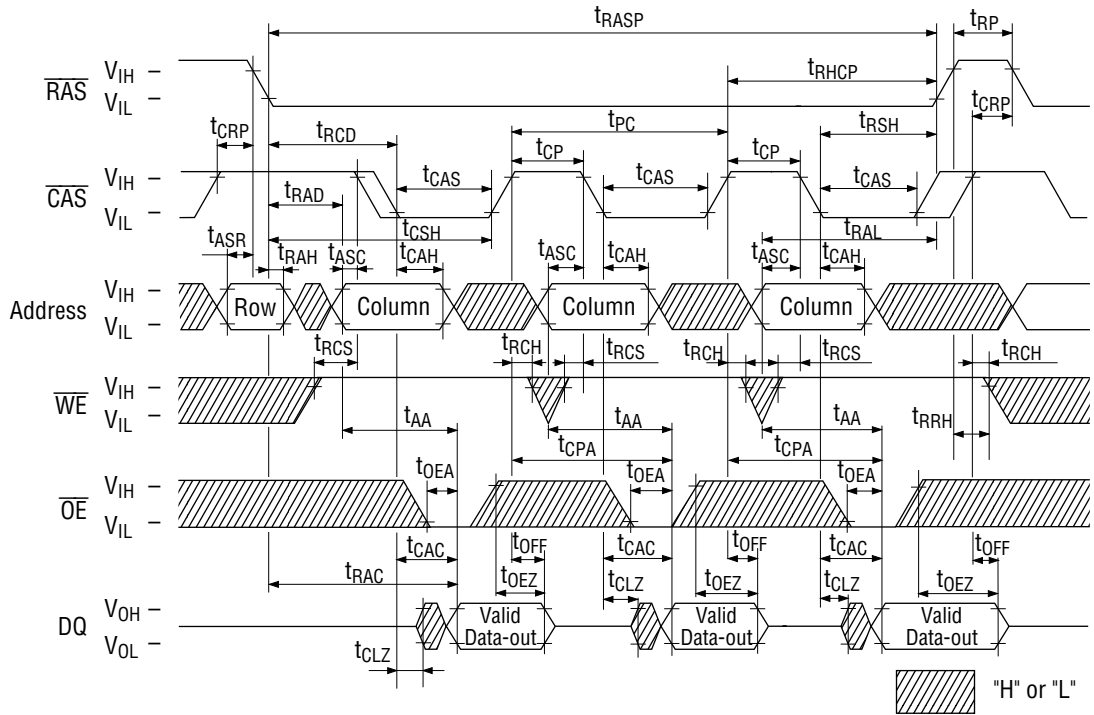 tRASP tRP
tRHCP
RAS VIH VIL
tCRP tRCD tPC tRSH tCRP
tCP tCP
CAS VIH VIL
tRAD tCAS tCAS tCAS
tCSH tRAL
tASR tRAH tASC tCAH tASC tCAH tASC tCAH
Address VIH VIL
Row Column Column Column
tRCS tRCH tRCS tRCH tRCS tRCH
WE VIH VIL
tAA tAA tAA tRRH
tCPA tCPA
tOEA tOEA tOEA
OE VIH VIL
tCAC tOFF tCAC tOFF tCAC tOFF
tRAC tOEZ tCLZ tOEZ tCLZ tOEZ
DQ VOH VOL
Valid Data-out Valid Data-out Valid Data-out
tCLZ
"H" or "L"